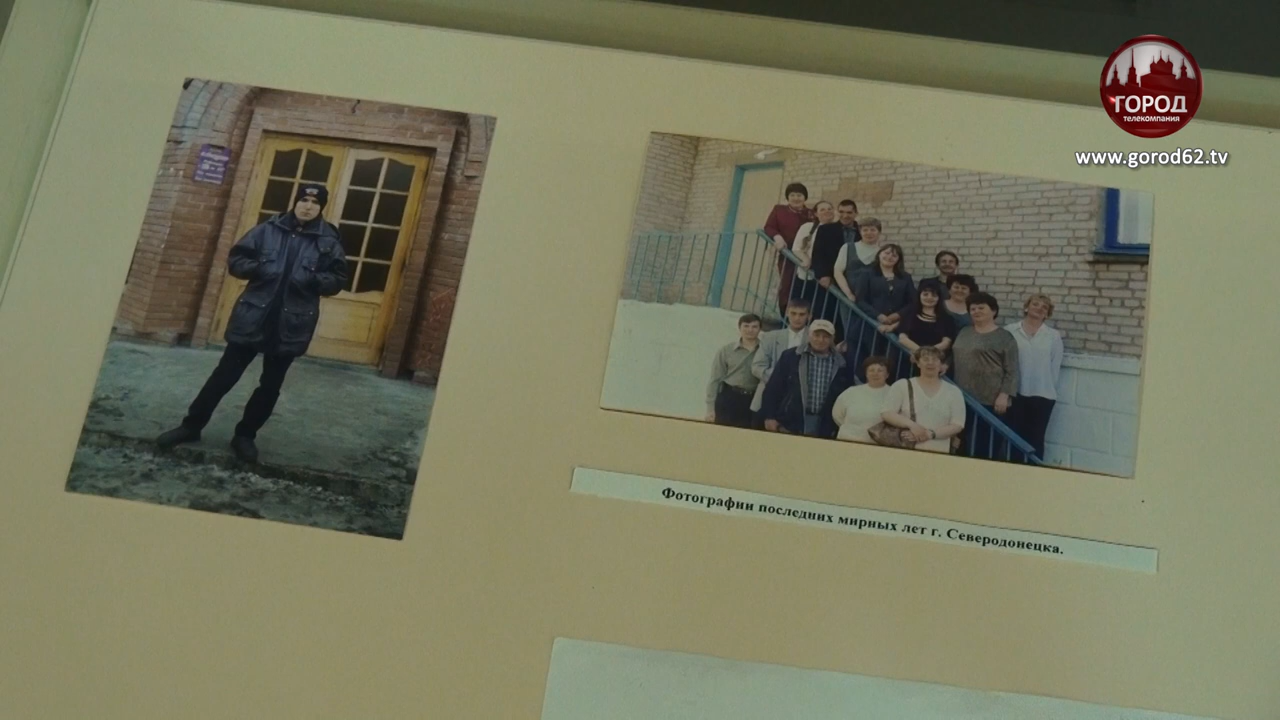 ГОРОД
телекомпания
www.gorod62.tv
Фотографии последних мирных лет г. Северодонецка.